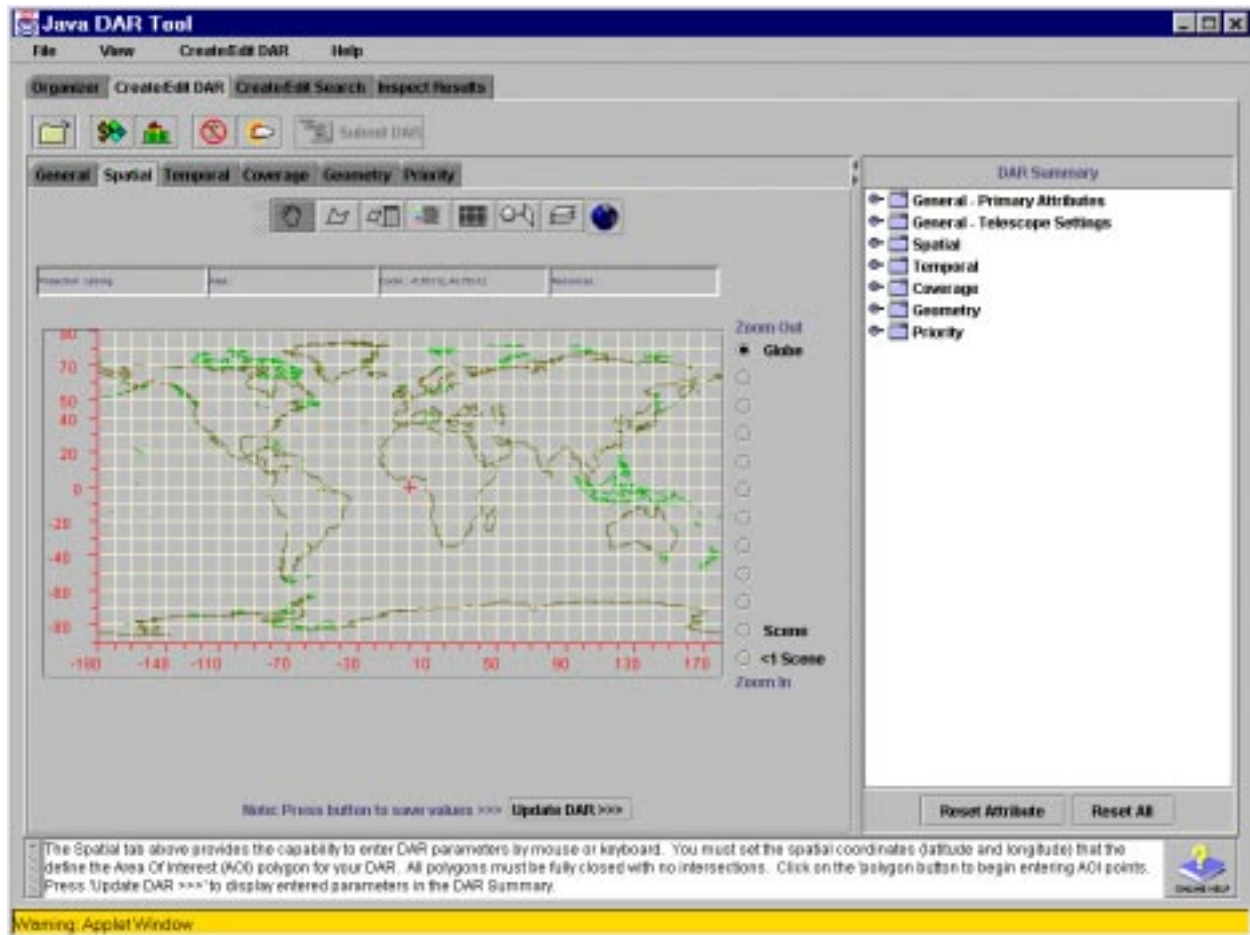 Java DAR Tool
File View Create/Edit DAR Help
Organizer Create/Edit DAR Create/Edit Search Inspect Results
Submit DAR
General Spatial Temporal Coverage Geometry Priority
DAR Summary
General - Primary Attributes
General - Telescope Settings
Spatial
Temporal
Coverage
Geometry
Priority
Zoom Out
Globe
70
40
20
0
-20
-40
-80
Scene
<1 Scene
Zoom In
-180 -110 -70 -30 10 50 90 130 170
Note: Press button to save values >>> Update DAR >>>
Reset Attribute Reset All
The Spatial tab above provides the capability to enter DAR parameters by mouse or keyboard. You must set the spatial coordinates (latitude and longitude) that the
define the Area Of Interest (AOI) polygon for your DAR. All polygons must be fully closed with no intersections. Click on the 'polygon button to begin entering AOI points.
Press 'Update DAR >>>' to display entered parameters in the DAR Summary.
ONLINE HELP
Warning: Applet Window